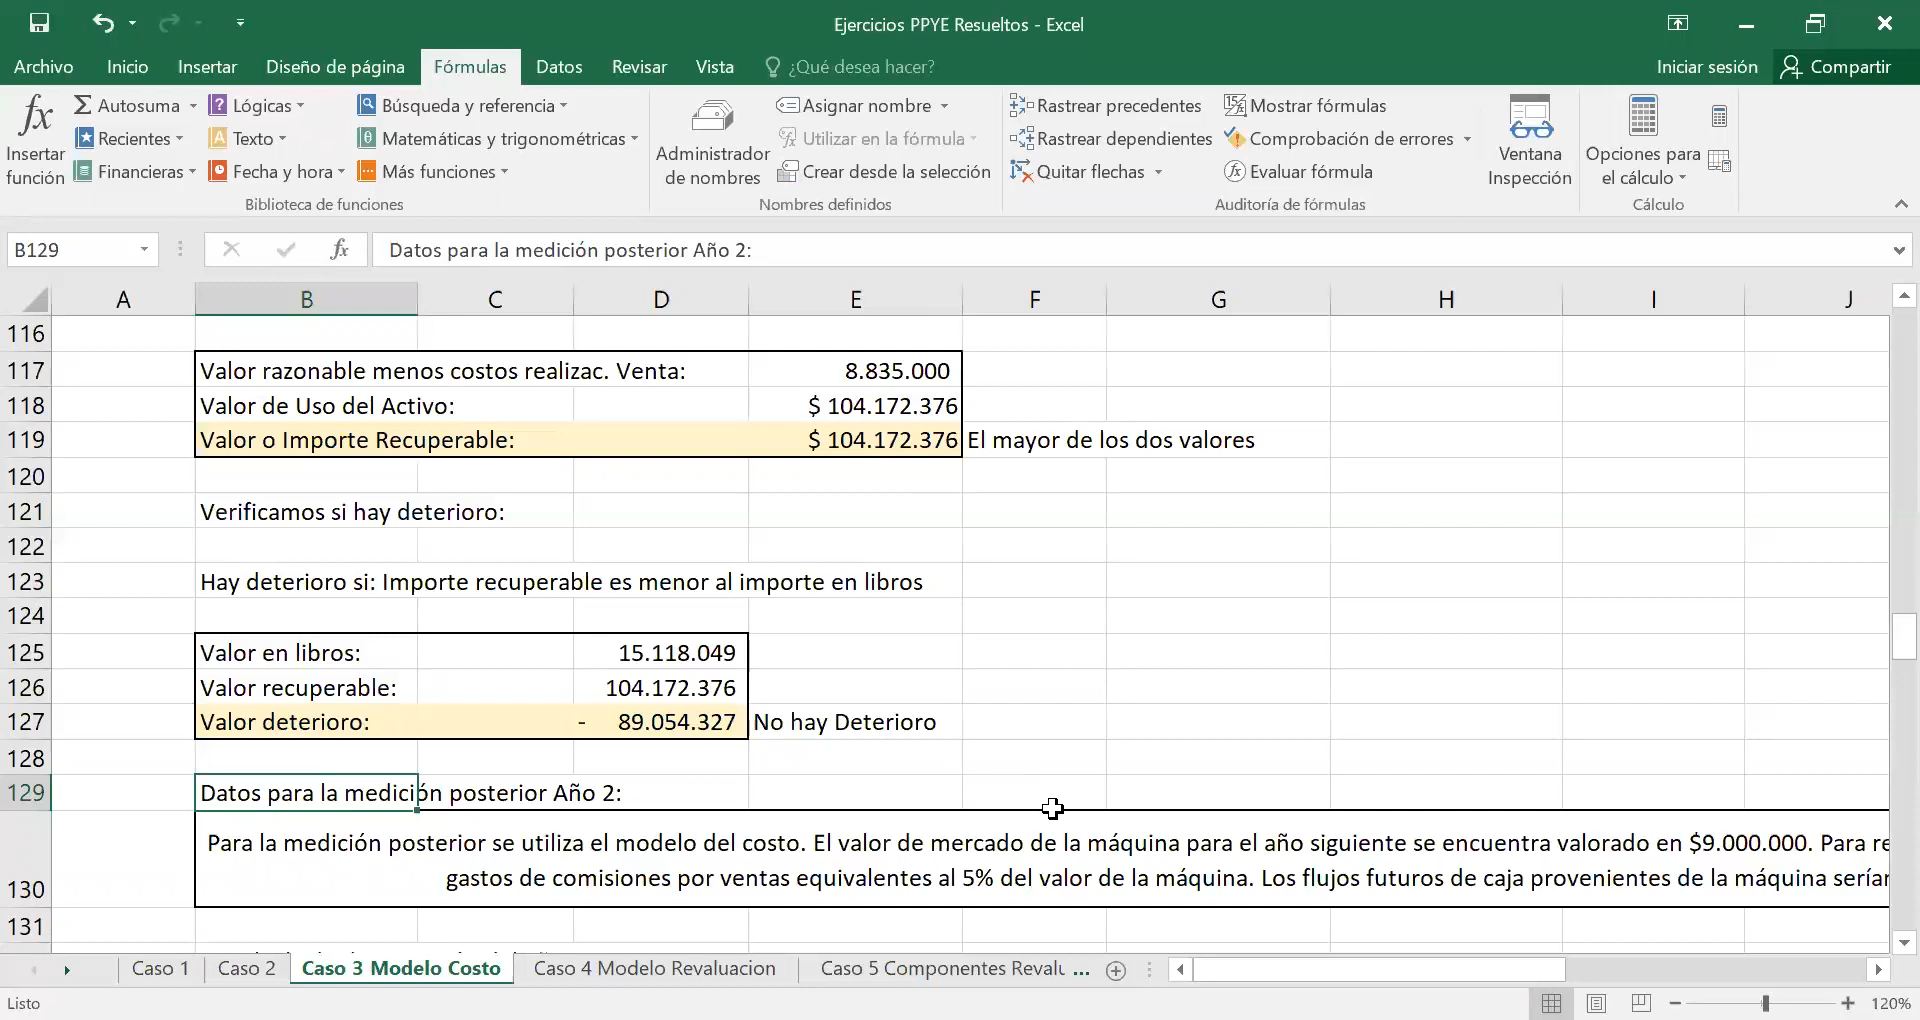 Ejercicios PPYE Resueltos - Excel
Archivo Inicio Insertar Diseño de página Fórmulas Datos Revisar Vista ¿Qué desea hacer? Iniciar sesión Compartir
Insertar función
Autosuma
Recientes
Financieras
Lógicas
Texto
Fecha y hora
Búsqueda y referencia
Matemáticas y trigonométricas
Más funciones
Biblioteca de funciones
Administrador de nombres
Asignar nombre
Utilizar en la fórmula
Crear desde la selección
Nombres definidos
Rastrear precedentes
Rastrear dependientes
Quitar flechas
Mostrar fórmulas
Comprobación de errores
Evaluar fórmula
Auditoría de fórmulas
Ventana Inspección
Opciones para el cálculo
Cálculo
B129 fx Datos para la medición posterior Año 2:
A B C D E F G H I J
116
117 Valor razonable menos costos realizac. Venta: 8.835.000
118 Valor de Uso del Activo: $ 104.172.376
119 Valor o Importe Recuperable: $ 104.172.376 El mayor de los dos valores
120
121 Verificamos si hay deterioro:
122
123 Hay deterioro si: Importe recuperable es menor al importe en libros
124
125 Valor en libros: 15.118.049
126 Valor recuperable: 104.172.376
127 Valor deterioro: - 89.054.327 No hay Deterioro
128
129 Datos para la medición posterior Año 2:
Para la medición posterior se utiliza el modelo del costo. El valor de mercado de la máquina para el año siguiente se encuentra valorado en $9.000.000. Para re
130 gastos de comisiones por ventas equivalentes al 5% del valor de la máquina. Los flujos futuros de caja provenientes de la máquina serían
131
Caso 1 Caso 2 Caso 3 Modelo Costo Caso 4 Modelo Revaluacion Caso 5 Componentes Revalu ...
Listo 120%